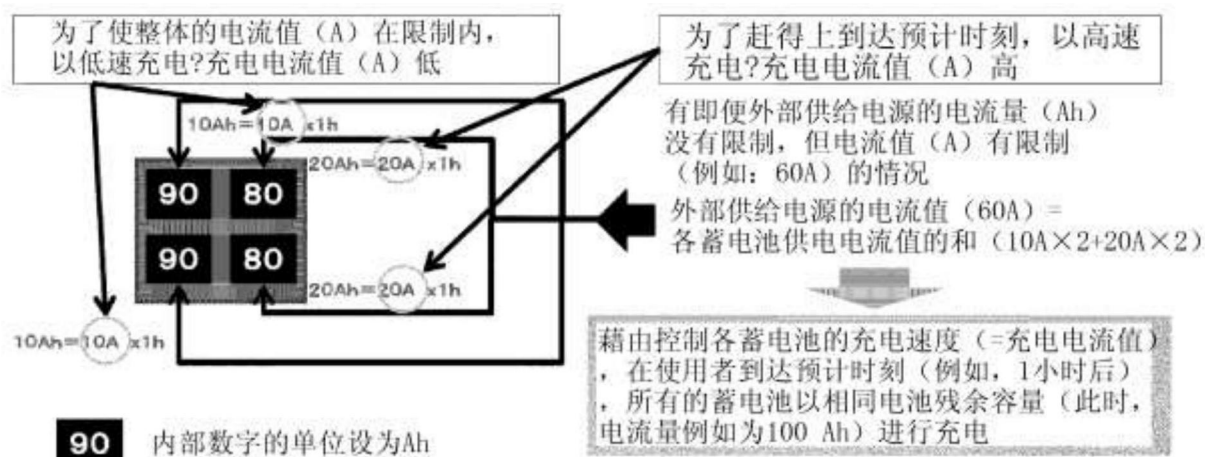 为了使整体的电流值（A）在限制内，
以低速充电?充电电流值（A）低
为了赶得上到达预计时刻，以高速
充电?充电电流值（A）高
10Ah=10A x1h
20Ah=20A x1h
有即便外部供给电源的电流量（Ah）
没有限制，但电流值（A）有限制
（例如：60A）的情况
90 80
90 80
外部供给电源的电流值（60A）=
各蓄电池供电电流值的和（10A×2+20A×2）
20Ah=20A x1h
10Ah=10A x1h
藉由控制各蓄电池的充电速度（=充电电流值）
，在使用者到达预计时刻（例如，1小时后）
，所有的蓄电池以相同电池残余容量（此时，
电流量例如为100 Ah）进行充电
90 内部数字的单位设为Ah